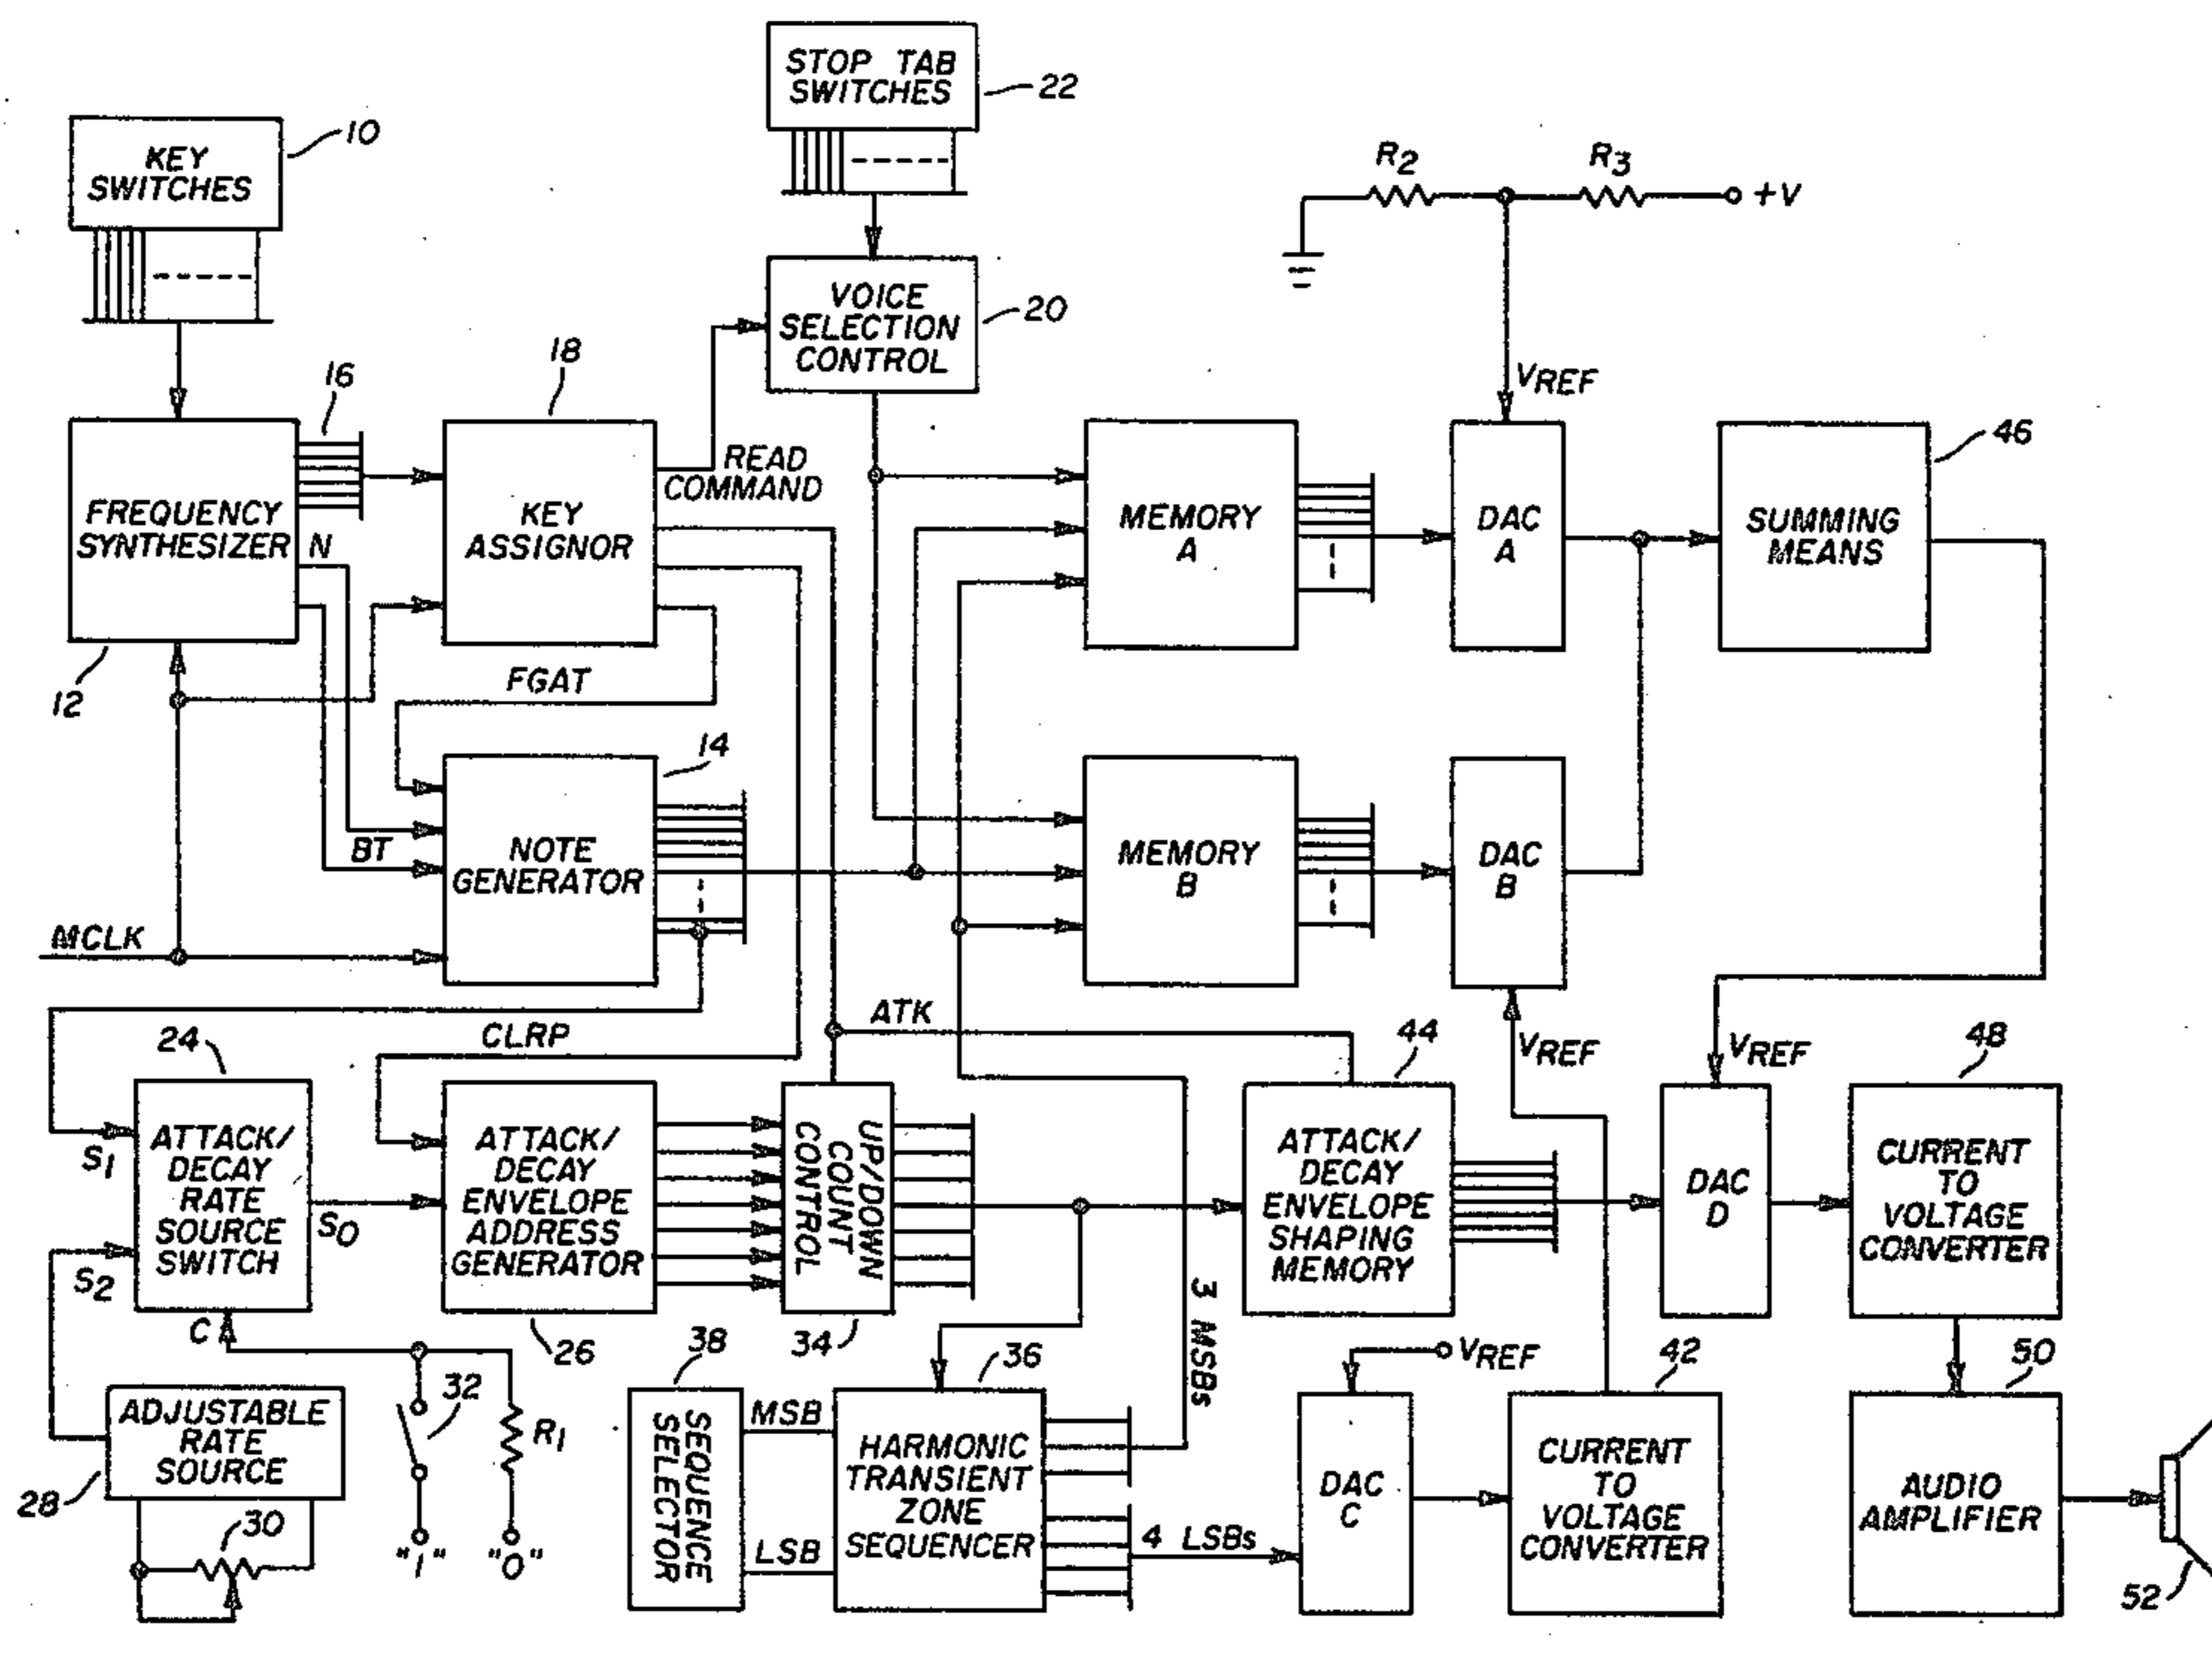 STOP TAB
SWITCHES
22
KEY
SWITCHES
10
R2
R3
+V
VOICE
SELECTION
CONTROL
20
16
18
VREF
FREQUENCY
SYNTHESIZER
N
12
KEY
ASSIGNOR
READ
COMMAND
MEMORY
A
DAC
A
SUMMING
MEANS
46
FGAT
14
BT
NOTE
GENERATOR
MEMORY
B
DAC
B
MCLK
24
CLRP
ATK
44
VREF
VREF
48
S1
S2
ATTACK/
DECAY
RATE
SOURCE
SWITCH
S0
C
ATTACK/
DECAY
ENVELOPE
ADDRESS
GENERATOR
26
UP/DOWN
COUNT
CONTROL
34
3 MSBs
ATTACK/
DECAY
ENVELOPE
SHAPING
MEMORY
DAC
D
CURRENT
TO
VOLTAGE
CONVERTER
ADJUSTABLE
RATE
SOURCE
28
30
32
"1"
R1
"0"
38
SEQUENCE
SELECTOR
MSB
LSB
36
HARMONIC
TRANSIENT
ZONE
SEQUENCER
4 LSBs
VREF
DAC
C
42
CURRENT
TO
VOLTAGE
CONVERTER
50
AUDIO
AMPLIFIER
52